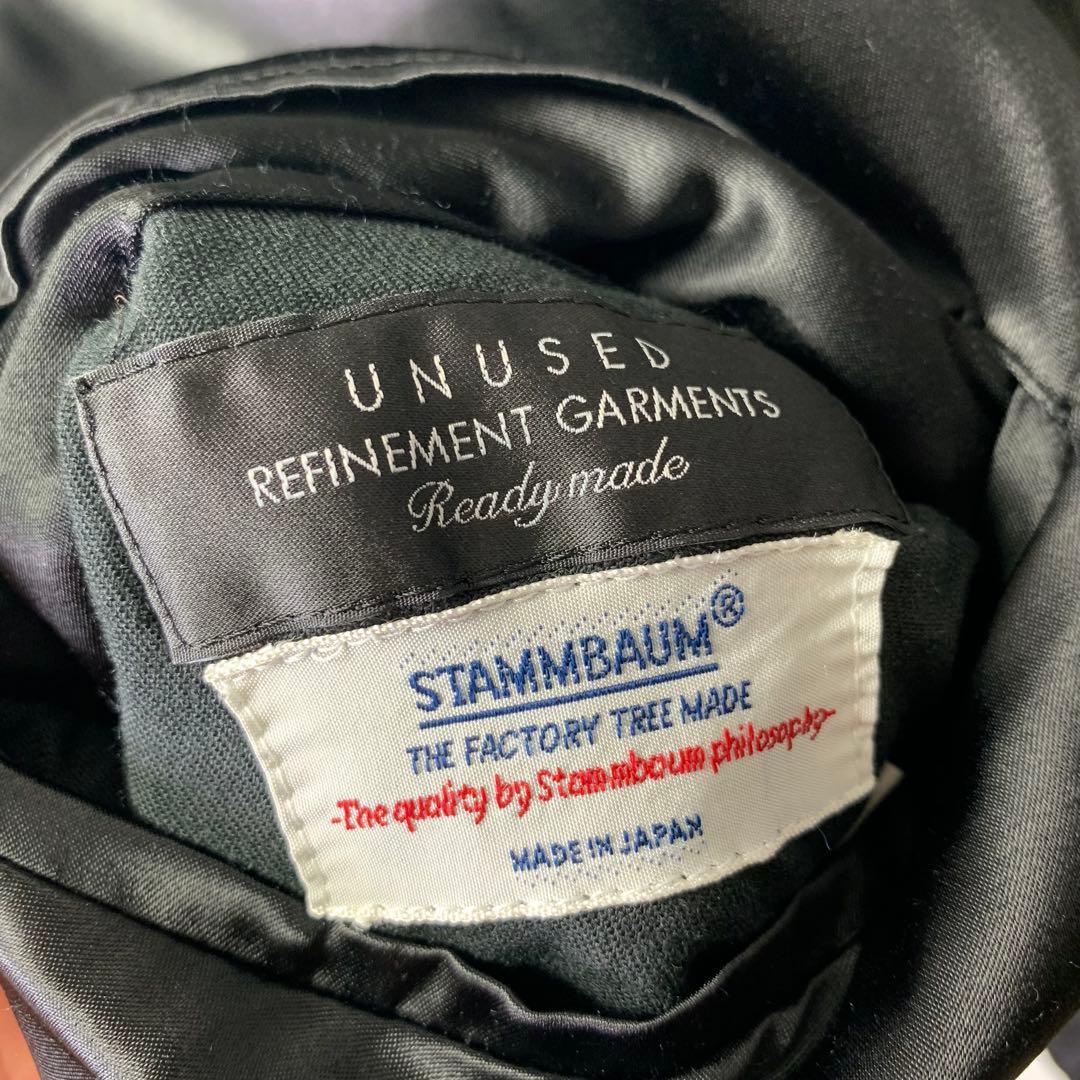 UNUSED
REFINEMENT GARMENTS
Ready made
STAMMBAUM®
THE FACTORY TREE MADE
-The quality by Stammbaum philosophy-
MADE IN JAPAN